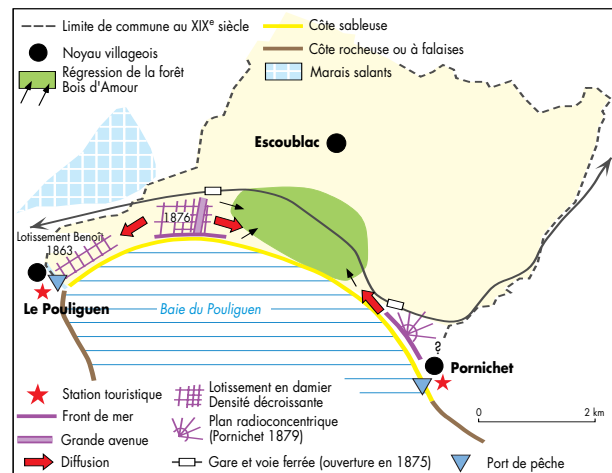 Limite de commune au XIXe siècle
Noyau villageois
Régression de la forêt
Bois d'Amour
Côte sableuse
Côte rocheuse ou à falaises
Marais salants
Escoublac
1876
Lotissement Benoît
1863
Le Pouliguen
Baie du Pouliguen
?
Pornichet
Station touristique
Front de mer
Grande avenue
Diffusion
Lotissement en damier
Densité décroissante
Plan radioconcentrique
(Pornichet 1879)
Gare et voie ferrée (ouverture en 1875)
0 2 km
Port de pêche